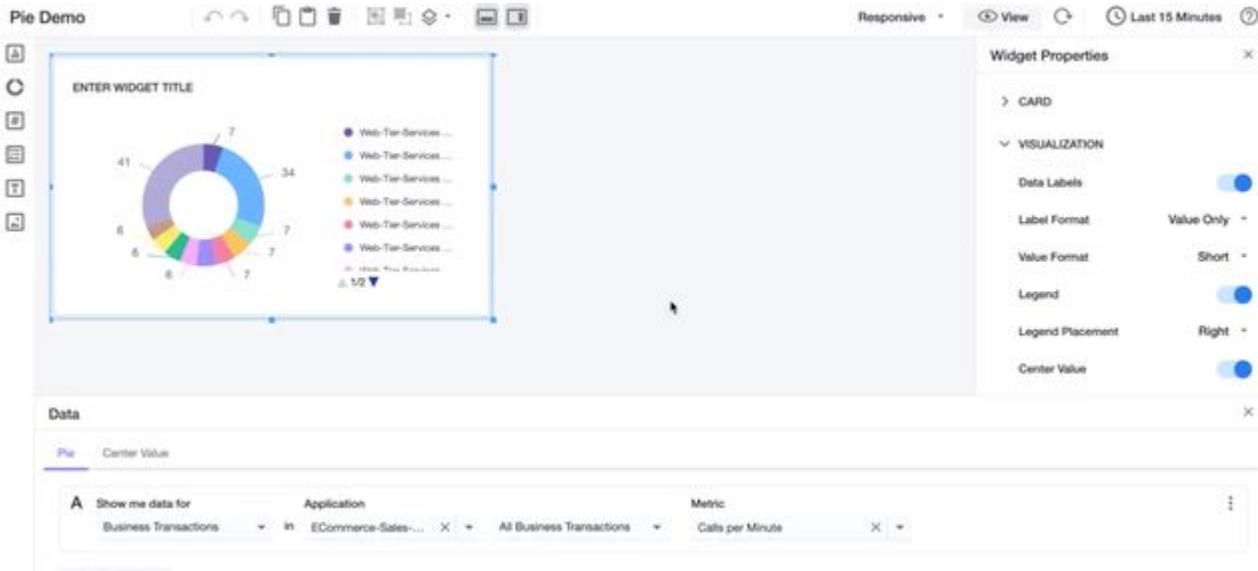 Pie Demo
Responsive
View
Last 15 Minutes
Widget Properties
CARD
VISUALIZATION
Data Labels
Label Format Value Only
Value Format Short
Legend
Legend Placement Right
Center Value
ENTER WIDGET TITLE
7
41
34
6
7
6
7
6
7
Web-Tier-Services ...
Web-Tier-Services ...
Web-Tier-Services ...
Web-Tier-Services ...
Web-Tier-Services ...
Web-Tier-Services ...
1/2
Data
Pie Center Value
A Show me data for Application Metric
Business Transactions in ECommerce-Sales-... All Business Transactions Calls per Minute